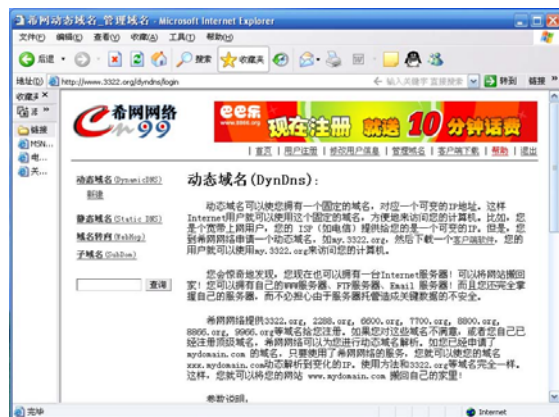 希网动态域名_管理域名 - Microsoft Internet Explorer
文件(F) 编辑(E) 查看(V) 收藏(A) 工具(T) 帮助(H)
后退 搜索 收藏夹
地址(D) http://www.3322.org/dyndns/login 输入关键字直接搜索 转到 链接 »
收藏夹 ×
链接
MSN...
电...
关...
希网网络
99
巴巴乐
现在注册 就送10分钟话费
| 首页 | 用户注册 | 修改用户信息 | 管理域名 | 客户端下载 | 帮助 | 退出
动态域名(DynamicDNS)
新建
静态域名(Static DNS)
域名转向(WebHop)
子域名(SubDom)
查询
动态域名(DynDns):
动态域名可以使您拥有一个固定的域名，对应一个可变的IP地址。这样
Internet用户就可以使用这个固定的域名，方便地来访问您的计算机。比如，您
是个宽带上网用户，您的 ISP (如电信) 提供给您的是一个可变的IP。但是，您
到希网网络申请一个动态域名，如my.3322.org，然后下载一个客户端软件，您的
用户就可以使用my.3322.org来访问您的计算机。
您会惊奇地发现，您现在也可以拥有一台Internet服务器！可以将网站搬回
家！您可以拥有自己的WWW服务器、FTP服务器、Email 服务器！而且您还完全掌
握自己的服务器，而不必担心由于服务器托管造成关键数据的不安全。
希网网络提供3322.org, 2288.org, 6600.org, 7700.org, 8800.org,
8866.org, 9966.org等域名给您注册。如果您对这些域名不满意，或者您自己已
经注册顶级域名，希网网络可以为您进行动态域名解析。如您已经申请了
mydomain.com 的域名，只要使用了希网网络的服务，您就可以使您的域名
xxx.mydomain.com动态解析到变化的IP。使用方法和3322.org等域名完全一样。
这样，您就可以将您的网站 www.mydomain.com 搬回自己的家里！
参数说明.
完毕 Internet